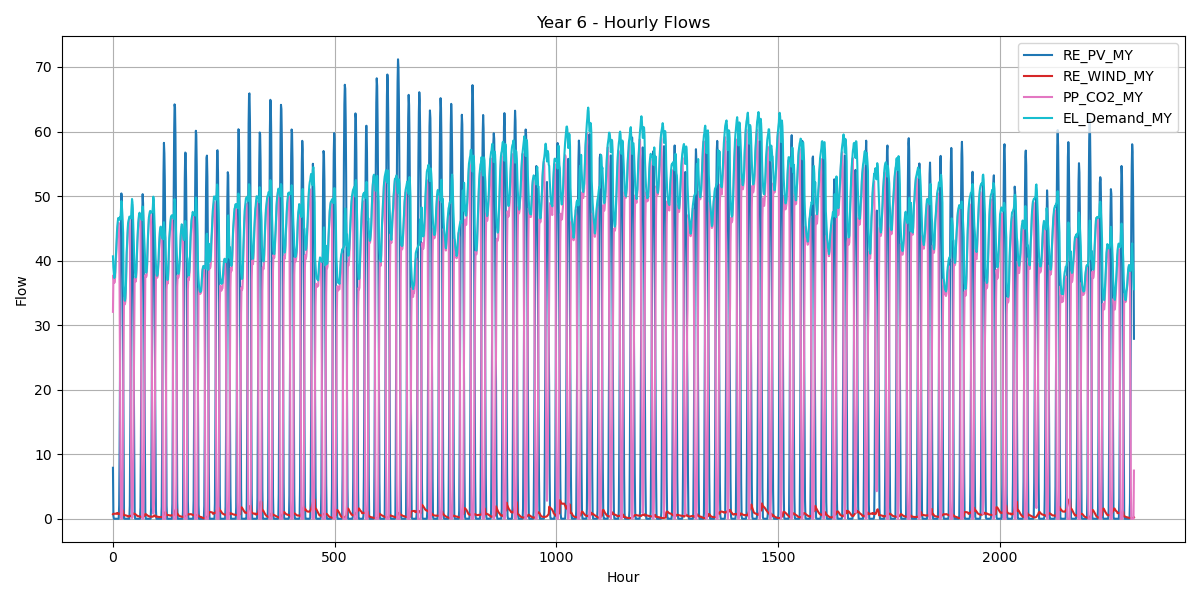 Year 6 - Hourly Flows
RE_PV_MY
RE_WIND_MY
PP_CO2_MY
EL_Demand_MY
Flow
70
60
50
40
30
20
10
0
0 500 1000 1500 2000
Hour